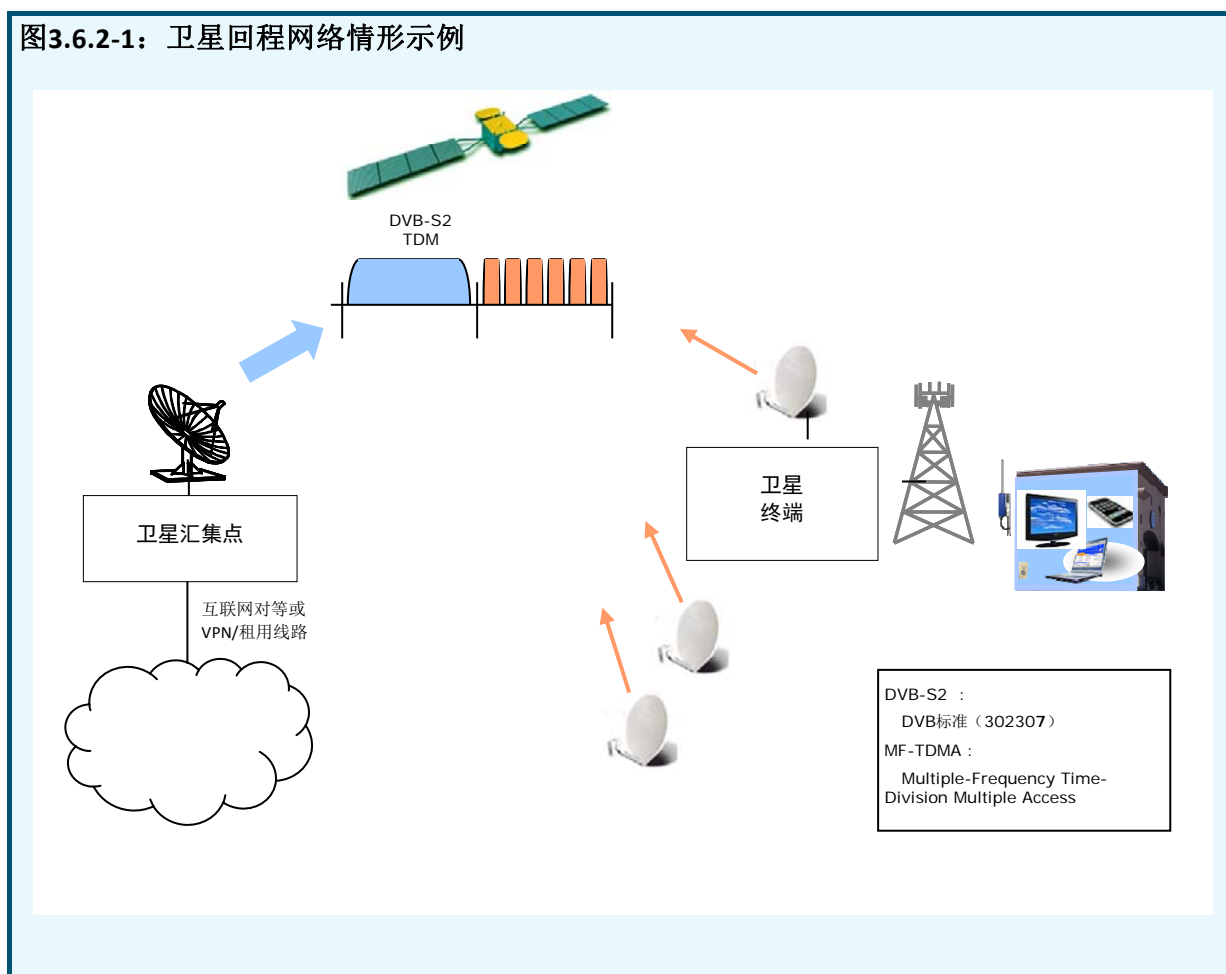 图3.6.2-1：卫星回程网络情形示例
DVB-S2
TDM
卫星
终端
卫星汇集点
互联网对等或
VPN/租用线路
DVB-S2 ：
DVB标准（302307）
MF-TDMA：
Multiple-Frequency Time-
Division Multiple Access